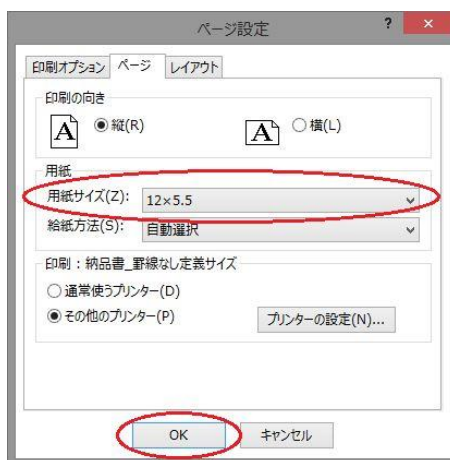 ページ設定
? ×
印刷オプション ページ レイアウト
印刷の向き
A 縦(R) A 横(L)
用紙
用紙サイズ(Z): 12×5.5
給紙方法(S): 自動選択
印刷：納品書_罫線なし定義サイズ
通常使うプリンター(D)
その他のプリンター(P) プリンターの設定(N)...
OK キャンセル